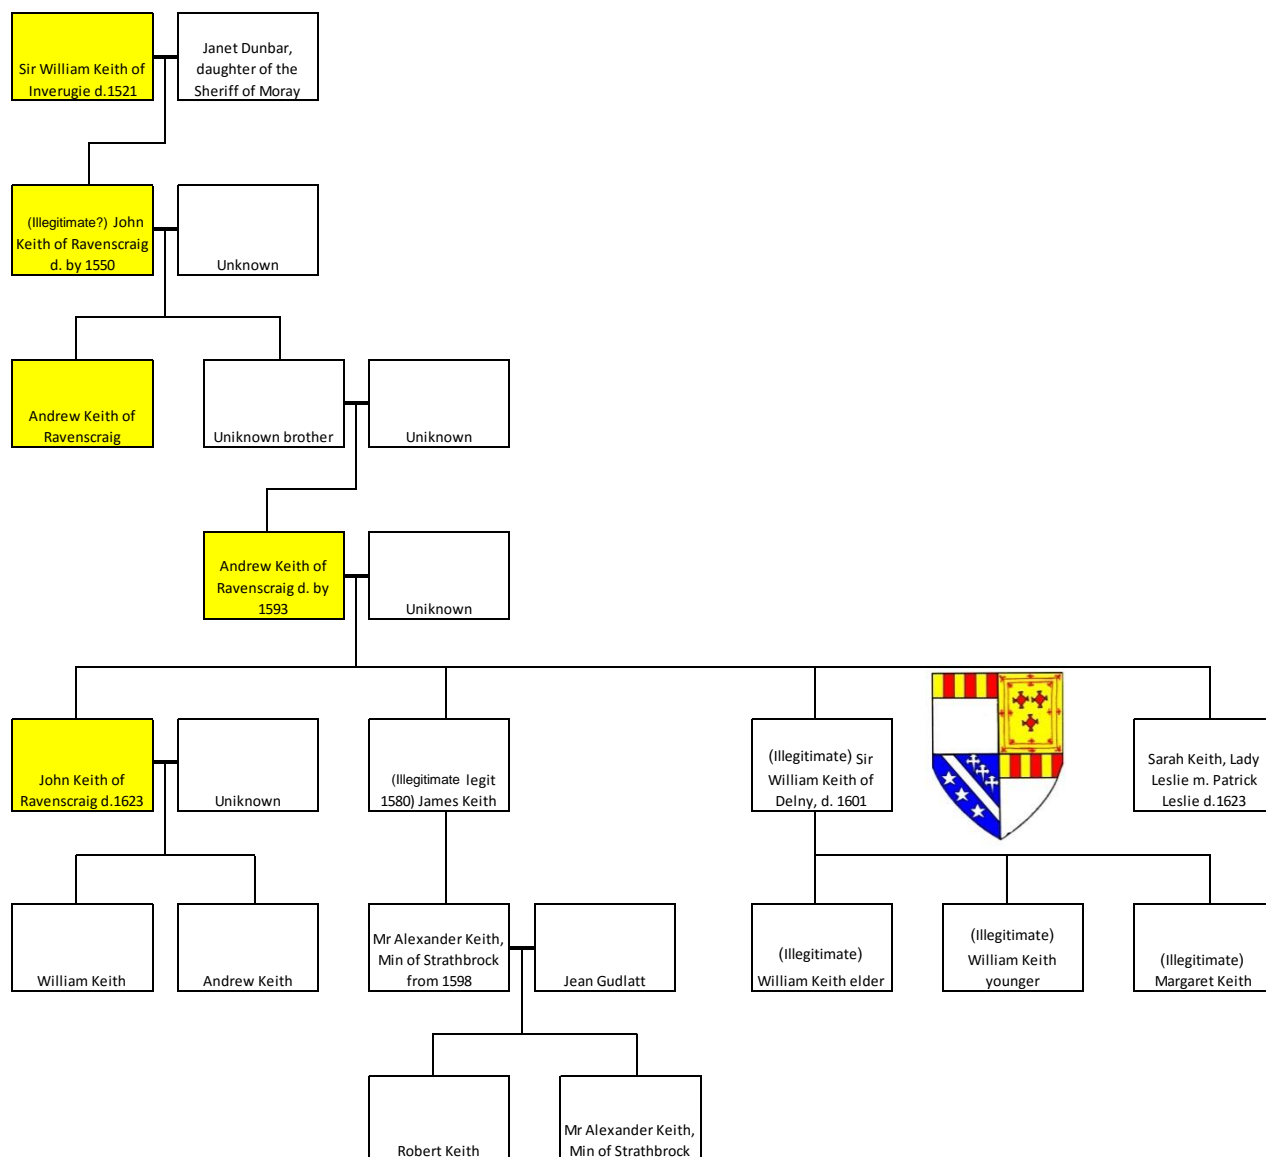 Sir William Keith of
Inverugie d.1521
Janet Dunbar,
daughter of the
Sheriff of Moray
(Illegitimate?) John
Keith of Ravenscraig
d. by 1550
Unknown
Andrew Keith of
Ravenscraig
Uniknown brother
Unknown
Andrew Keith of
Ravenscraig d. by
1593
Uniknown
John Keith of
Ravenscraig d.1623
Uniknown
(Illegitimate legit
1580) James Keith
(Illegitimate) Sir
William Keith of
Delny, d. 1601
Sarah Keith, Lady
Leslie m. Patrick
Leslie d.1623
William Keith
Andrew Keith
Mr Alexander Keith,
Min of Strathbrock
from 1598
Jean Gudlatt
(Illegitimate)
William Keith elder
(Illegitimate)
William Keith
younger
(Illegitimate)
Margaret Keith
Robert Keith
Mr Alexander Keith,
Min of Strathbrock